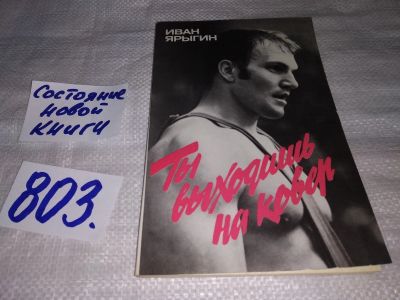 Состояние
новой
книги
803.
ИВАН
ЯРЫГИН
Ты
выходишь
на ковер